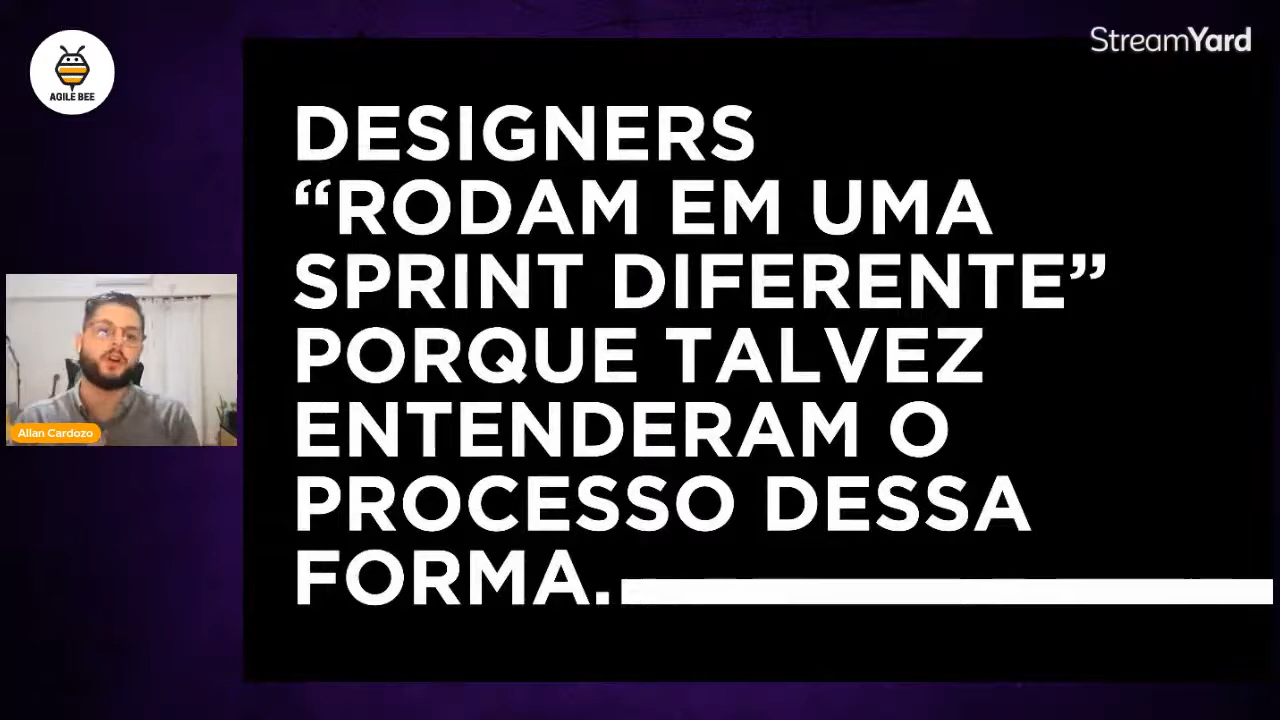 AGILE BEE
StreamYard
DESIGNERS
“RODAM EM UMA
SPRINT DIFERENTE”
PORQUE TALVEZ
ENTENDERAM O
PROCESSO DESSA
FORMA.
Allan Cardozo